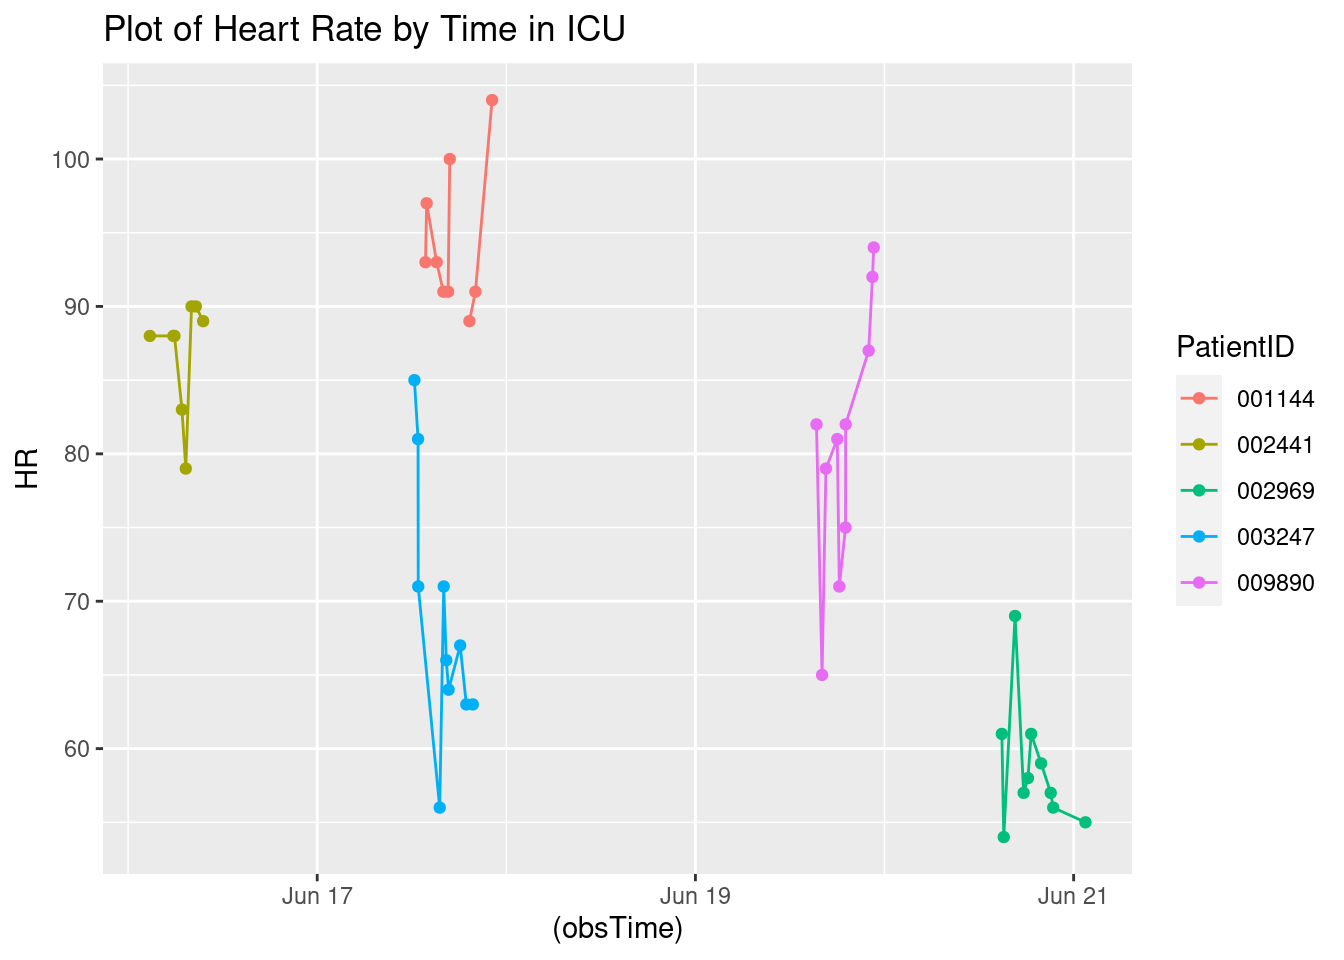 Plot of Heart Rate by Time in ICU
100
90
80
70
60
HR
Jun 17
Jun 19
Jun 21
(obsTime)
PatientID
001144
002441
002969
003247
009890